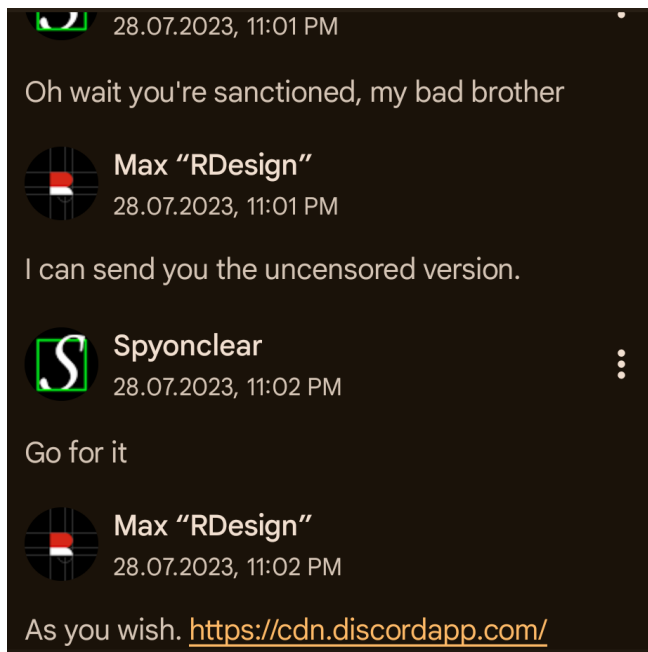 28.07.2023, 11:01 PM
Oh wait you're sanctioned, my bad brother
Max “RDesign”
28.07.2023, 11:01 PM
I can send you the uncensored version.
S
Spyonclear
28.07.2023, 11:02 PM
Go for it
Max “RDesign”
28.07.2023, 11:02 PM
As you wish. https://cdn.discordapp.com/